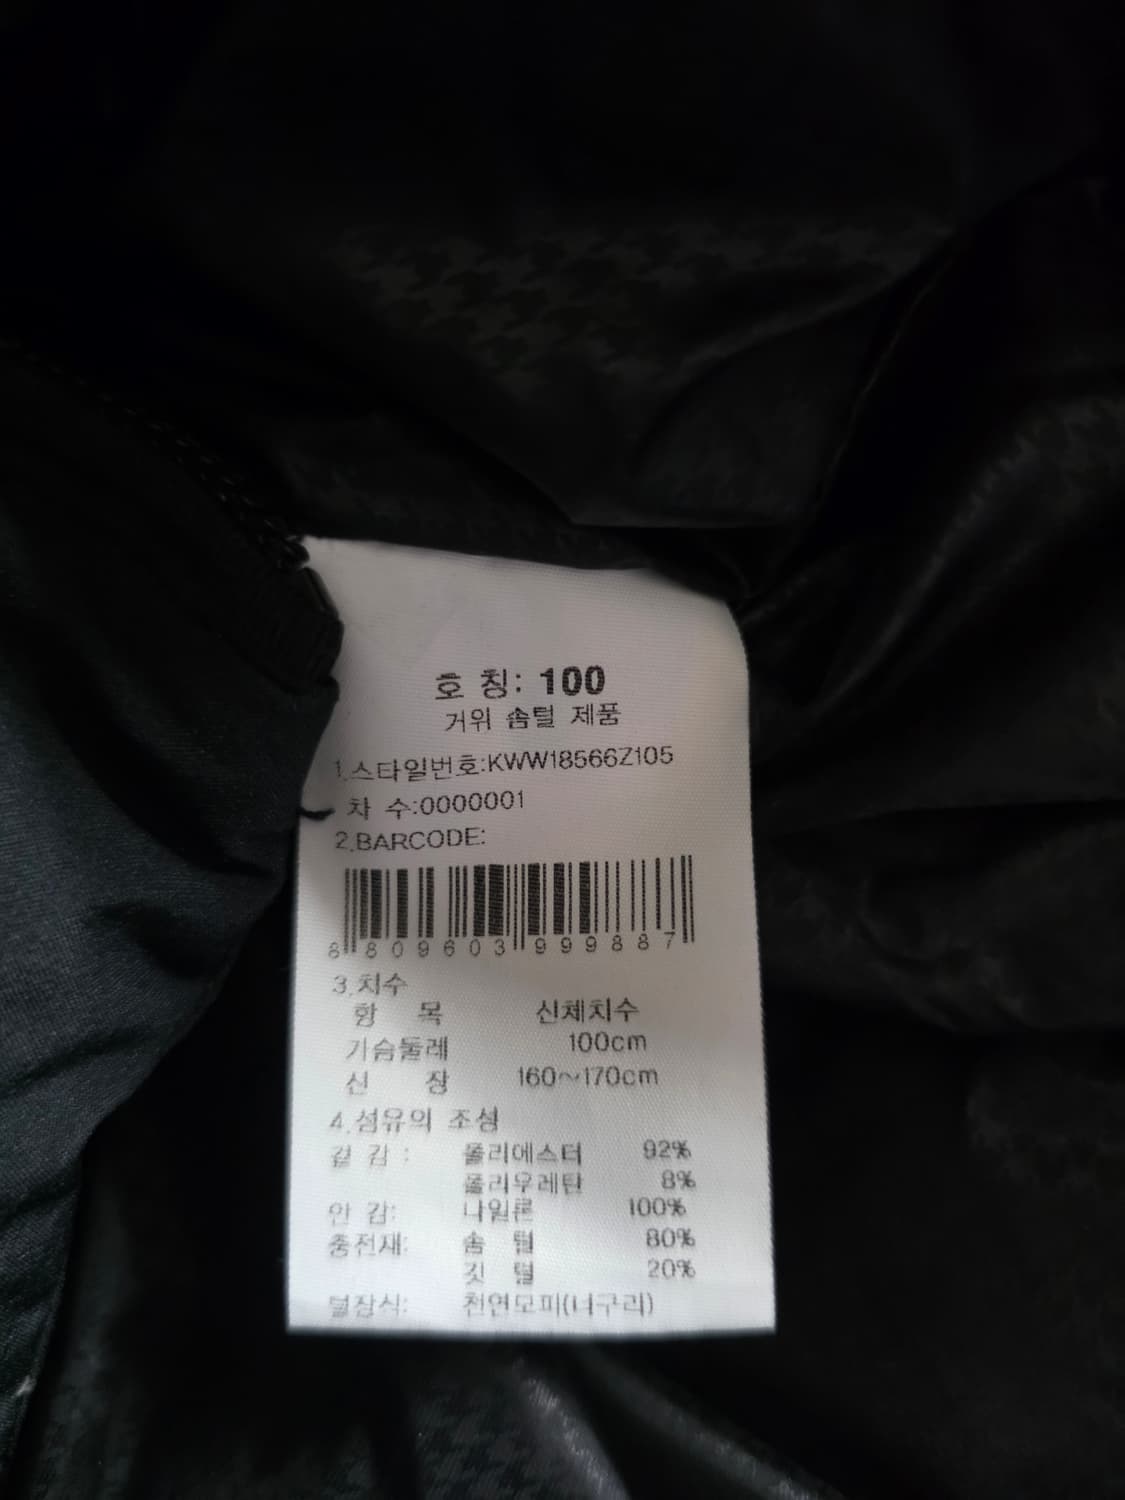 호 칭: 100
거위 솜털 제품
1.스타일번호:KWW18566Z105
차 수:0000001
2.BARCODE:
8 809603 999887
3.치수
항 목 신체치수
가슴둘레 100cm
신 장 160~170cm
4.섬유의 조성
겉 감 : 폴리에스터 92%
폴리우레탄 8%
안 감: 나일론 100%
충전재: 솜 털 80%
깃 털 20%
털장식: 천연모피(너구리)